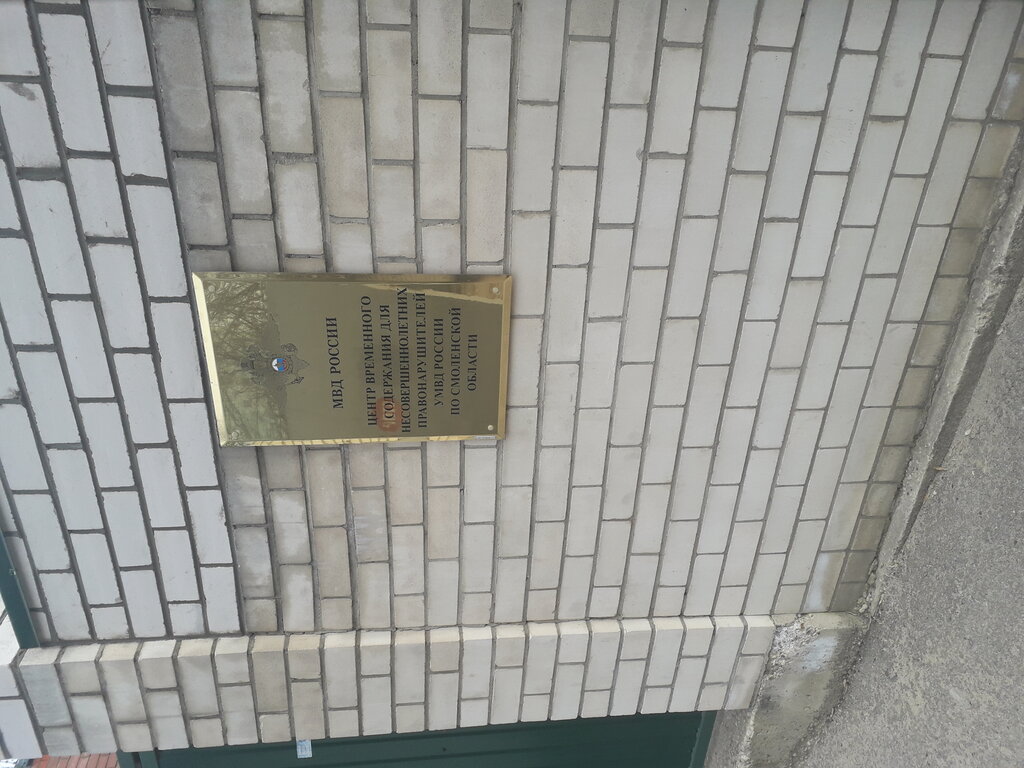 МВД РОССИИ
ЦЕНТР ВРЕМЕННОГО
СОДЕРЖАНИЯ ДЛЯ
НЕСОВЕРШЕННОЛЕТНИХ
ПРАВОНАРУШИТЕЛЕЙ
УМВД РОССИИ
ПО СМОЛЕНСКОЙ
ОБЛАСТИ